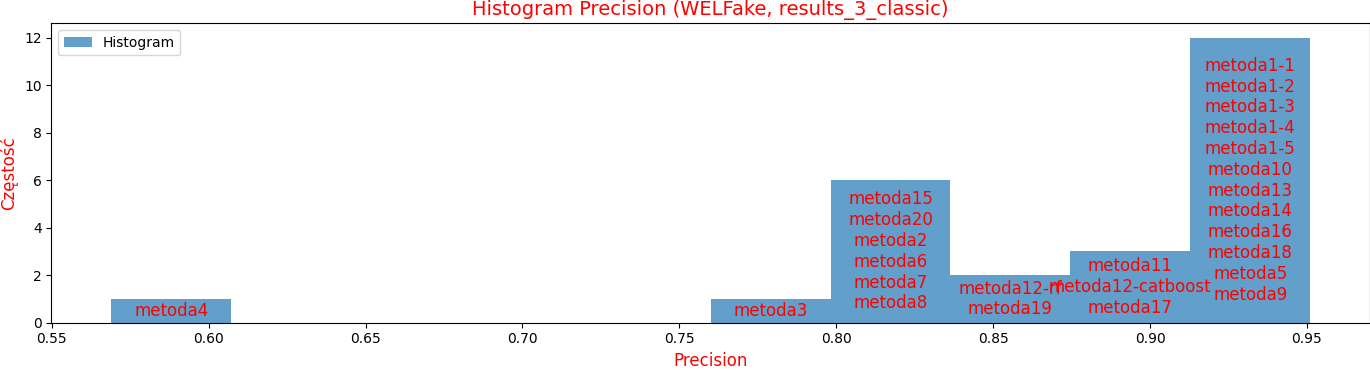 Histogram Precision (WELFake, results_3_classic)
Histogram
Częstość
12
10
8
6
4
2
0
metoda4
metoda3
metoda15
metoda20
metoda2
metoda6
metoda7
metoda8
metoda12-rf
metoda19
metoda11
metoda12-catboost
metoda17
metoda1-1
metoda1-2
metoda1-3
metoda1-4
metoda1-5
metoda10
metoda13
metoda14
metoda16
metoda18
metoda5
metoda9
0.55 0.60 0.65 0.70 0.75 0.80 0.85 0.90 0.95
Precision